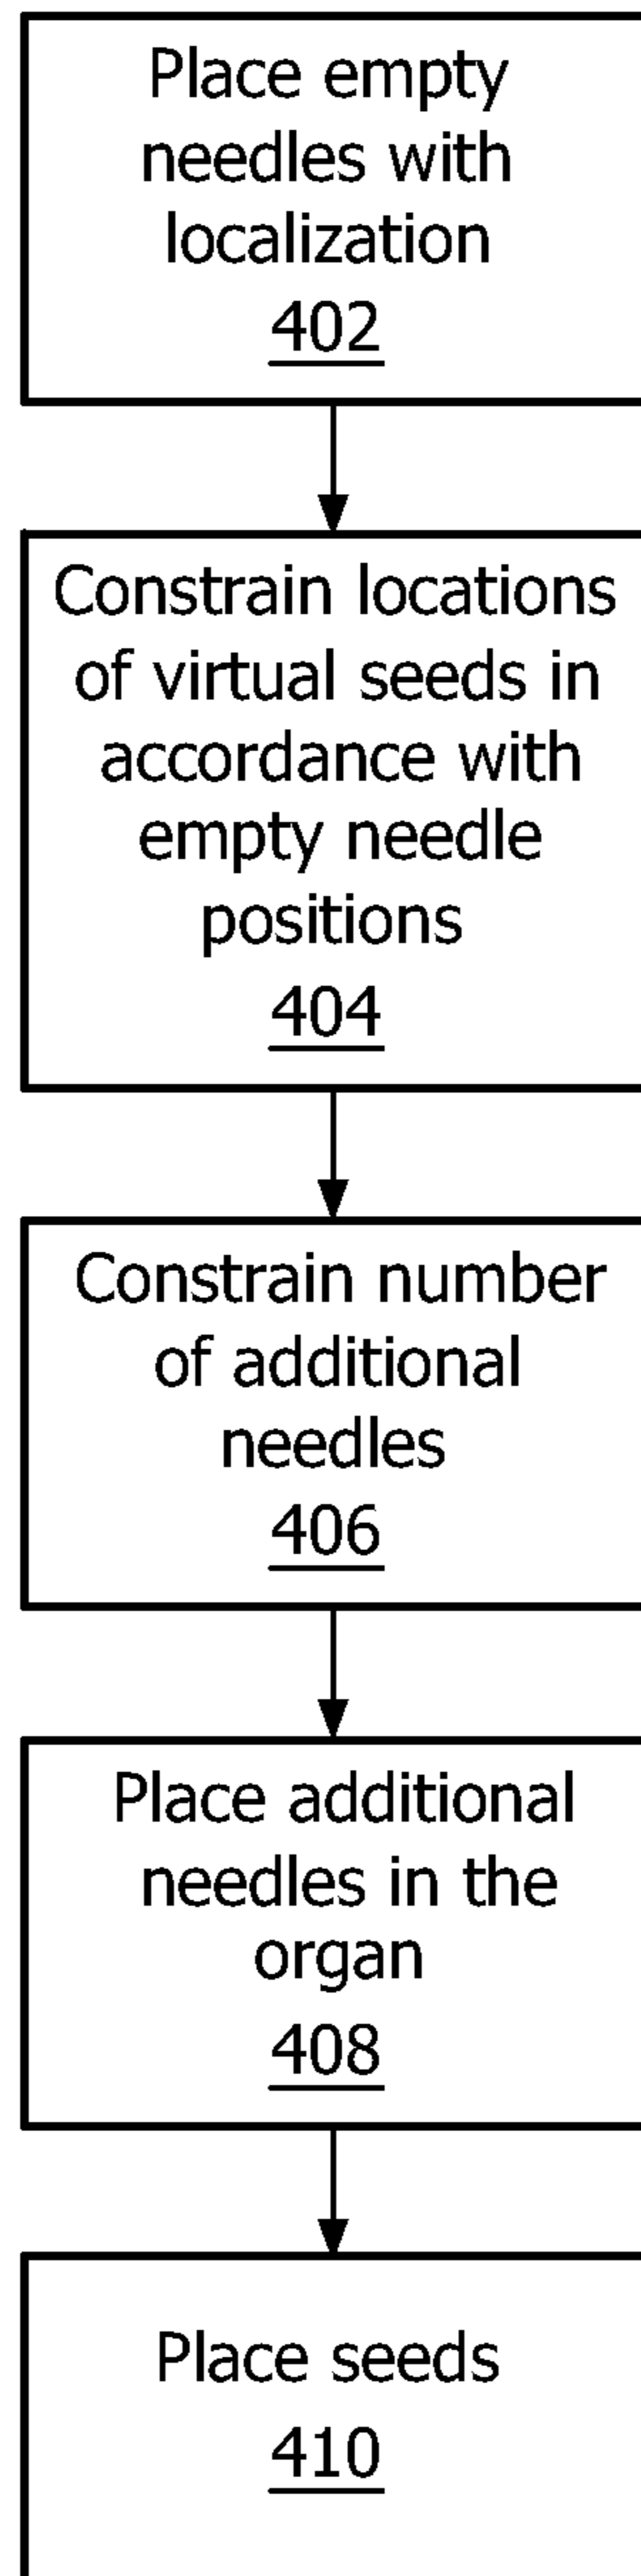 Place empty
needles with
localization
402
Constrain locations
of virtual seeds in
accordance with
empty needle
positions
404
Constrain number
of additional
needles
406
Place additional
needles in the
organ
408
Place seeds
410